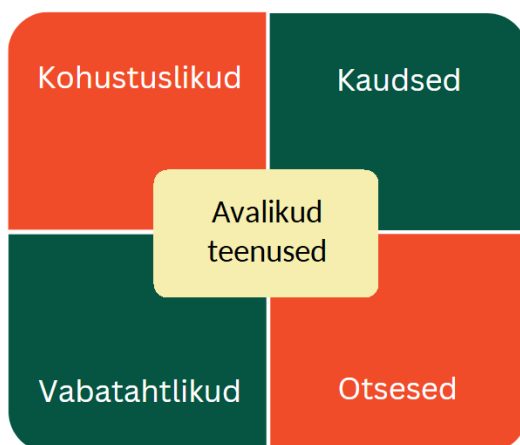 Kohustuslikud
Kaudsed
Avalikud
teenused
Vabatahtlikud
Otsesed